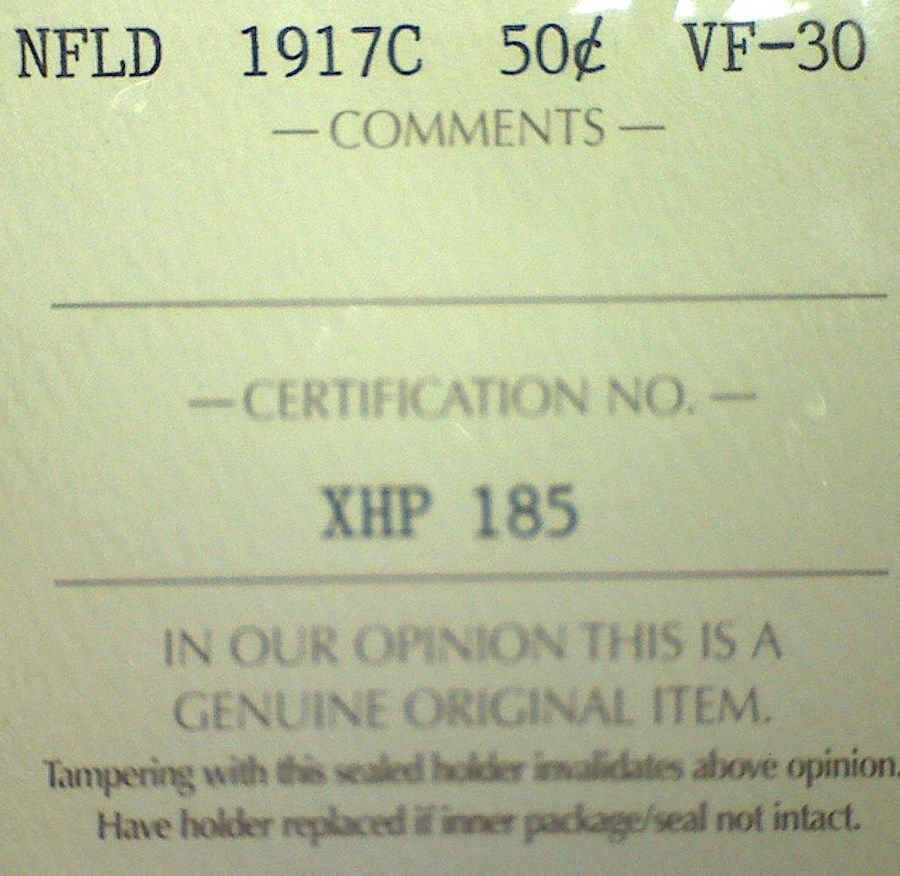 NFLD 1917C 50¢ VF-30
—COMMENTS—
—CERTIFICATION NO.—
XHP 185
IN OUR OPINION THIS IS A
GENUINE ORIGINAL ITEM.
Tampering with this sealed holder invalidates above opinion.
Have holder replaced if inner package/seal not intact.